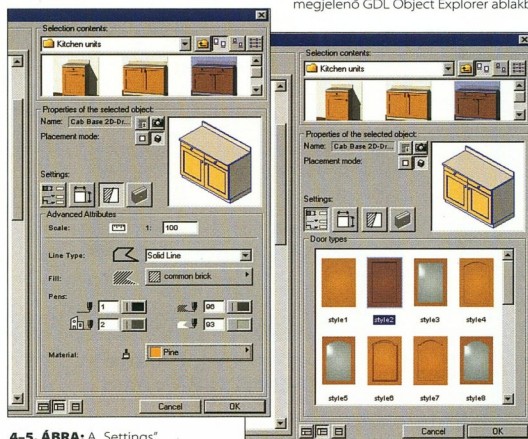 megjelenő GDL Object Explorer ablakb
Selection contents:
Kitchen units
Properties of the selected object:
Name: Cab Base 2D-Dr...
Placement mode:
Settings:
Advanced Attributes
Scale: 1: 100
Line Type: Solid Line
Fill: common brick
Pens:
1 96
2 93
Material: Pine
Cancel OK
Selection contents:
Kitchen units
Properties of the selected object:
Name: Cab Base 2D-Dr...
Placement mode:
Settings:
Door types
style1 style2 style3 style4
style5 style6 style7 style8
Cancel OK
4-5. ÁBRA: A „Settings”